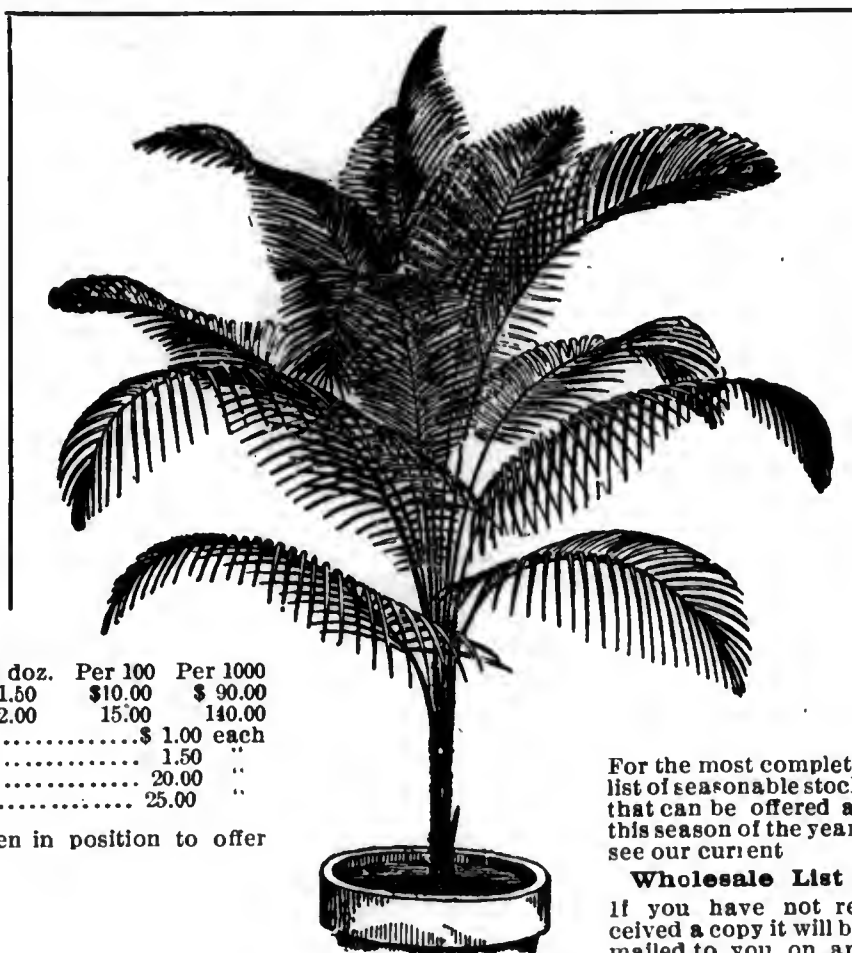 doz. Per 100 Per 1000
1.50 $10.00 $ 90.00
2.00 15.00 140.00
..............$ 1.00 each
.............. 1.50 "
.............. 20.00 "
.............. 25.00 "
en in position to offer
For the most complet
list of seasonable stoc
that can be offered a
this season of the year
see our current
Wholesale List
If you have not re
ceived a copy it will b
mailed to you on ap